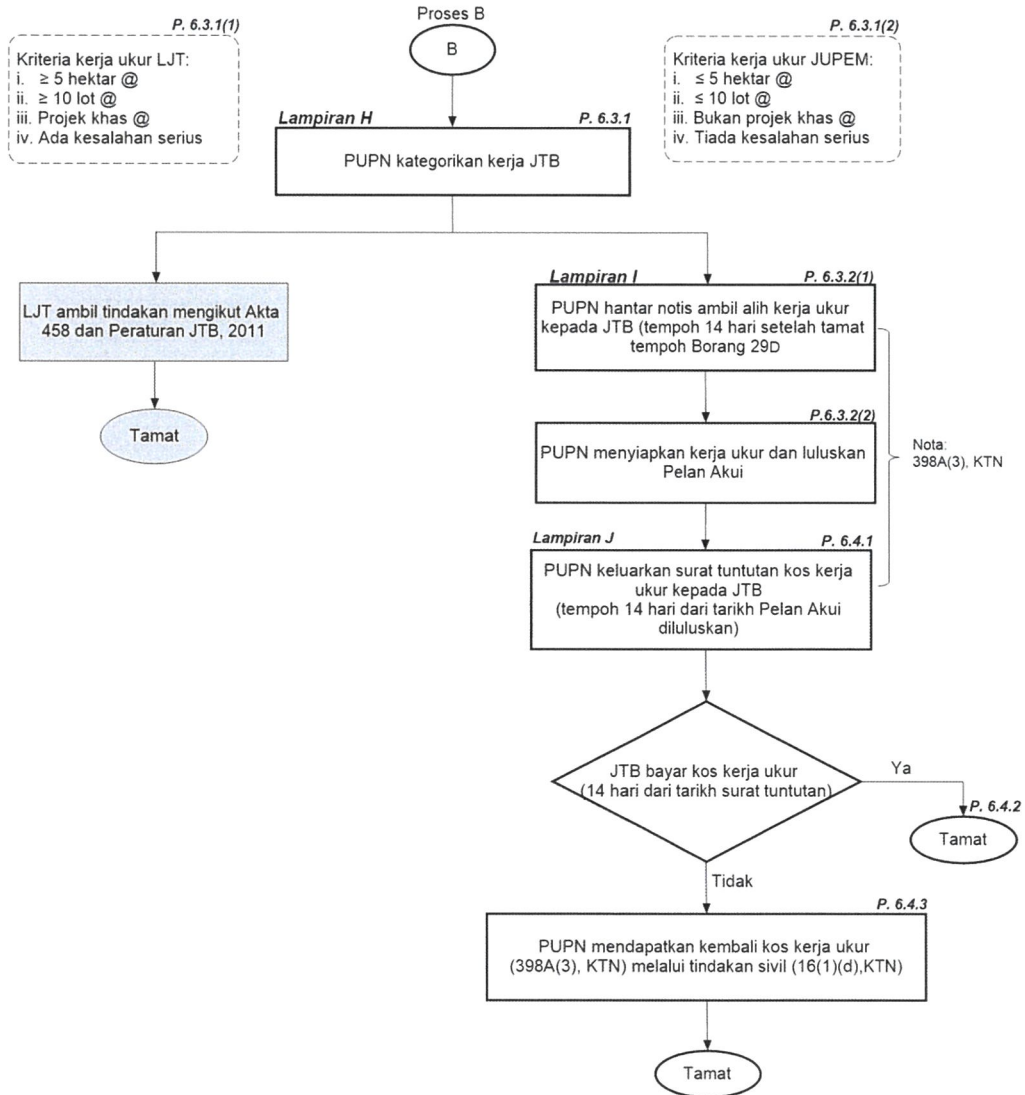 Proses B
B
P. 6.3.1(1)
Kriteria kerja ukur LJT:
i. ≥ 5 hektar @
ii. ≥ 10 lot @
iii. Projek khas @
iv. Ada kesalahan serius
P. 6.3.1(2)
Kriteria kerja ukur JUPEM:
i. ≤ 5 hektar @
ii. ≤ 10 lot @
iii. Bukan projek khas @
iv. Tiada kesalahan serius
Lampiran H
P. 6.3.1
PUPN kategorikan kerja JTB
LJT ambil tindakan mengikut Akta
458 dan Peraturan JTB, 2011
Tamat
Lampiran I
P. 6.3.2(1)
PUPN hantar notis ambil alih kerja ukur
kepada JTB (tempoh 14 hari setelah tamat
tempoh Borang 29D
P.6.3.2(2)
PUPN menyiapkan kerja ukur dan luluskan
Pelan Akui
Nota:
398A(3), KTN
Lampiran J
P. 6.4.1
PUPN keluarkan surat tuntutan kos kerja
ukur kepada JTB
(tempoh 14 hari dari tarikh Pelan Akui
diluluskan)
JTB bayar kos kerja ukur
(14 hari dari tarikh surat tuntutan)
Ya
P. 6.4.2
Tamat
Tidak
P. 6.4.3
PUPN mendapatkan kembali kos kerja ukur
(398A(3), KTN) melalui tindakan sivil (16(1)(d),KTN)
Tamat